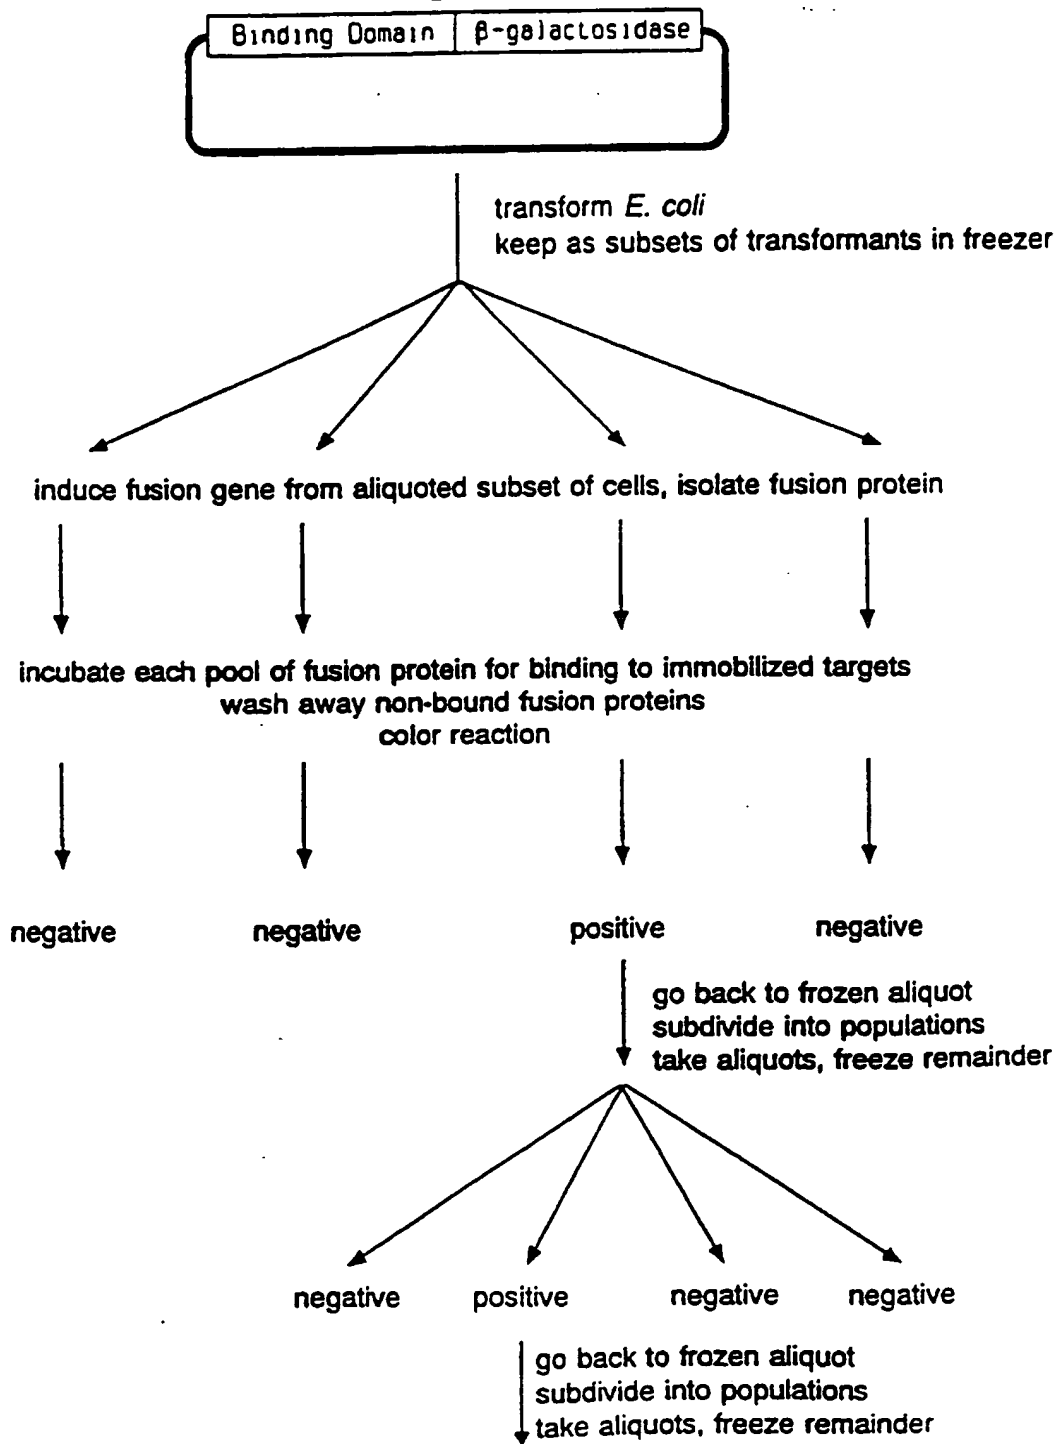 Binding Domain β-galactosidase
transform E. coli
keep as subsets of transformants in freezer
induce fusion gene from aliquoted subset of cells, isolate fusion protein
incubate each pool of fusion protein for binding to immobilized targets
wash away non-bound fusion proteins
color reaction
negative negative positive negative
go back to frozen aliquot
subdivide into populations
take aliquots, freeze remainder
negative positive negative negative
go back to frozen aliquot
subdivide into populations
take aliquots, freeze remainder